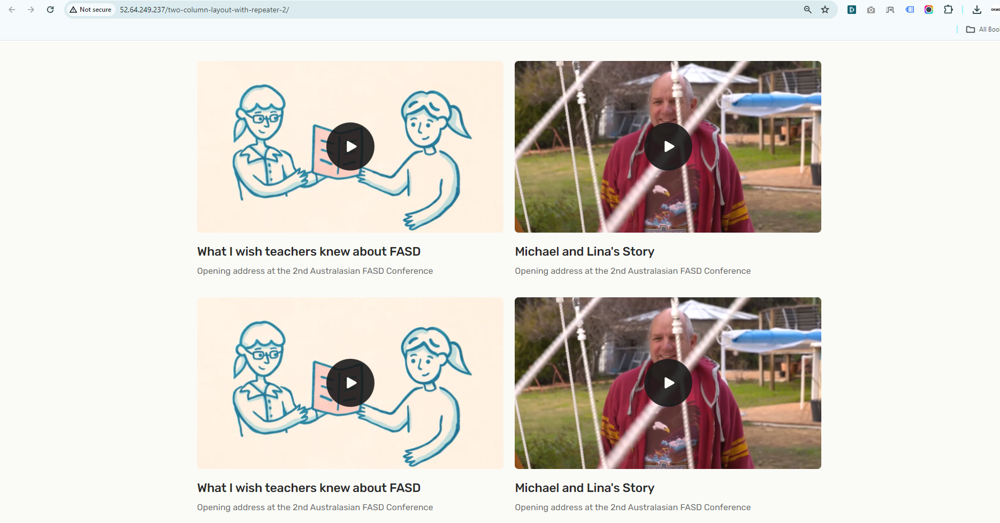 Not secure
52.64.249.237/two-column-layout-with-repeater-2/
All Boo
What I wish teachers knew about FASD
Michael and Lina's Story
Opening address at the 2nd Australasian FASD Conference
Opening address at the 2nd Australasian FASD Conference
What I wish teachers knew about FASD
Michael and Lina's Story
Opening address at the 2nd Australasian FASD Conference
Opening address at the 2nd Australasian FASD Conference